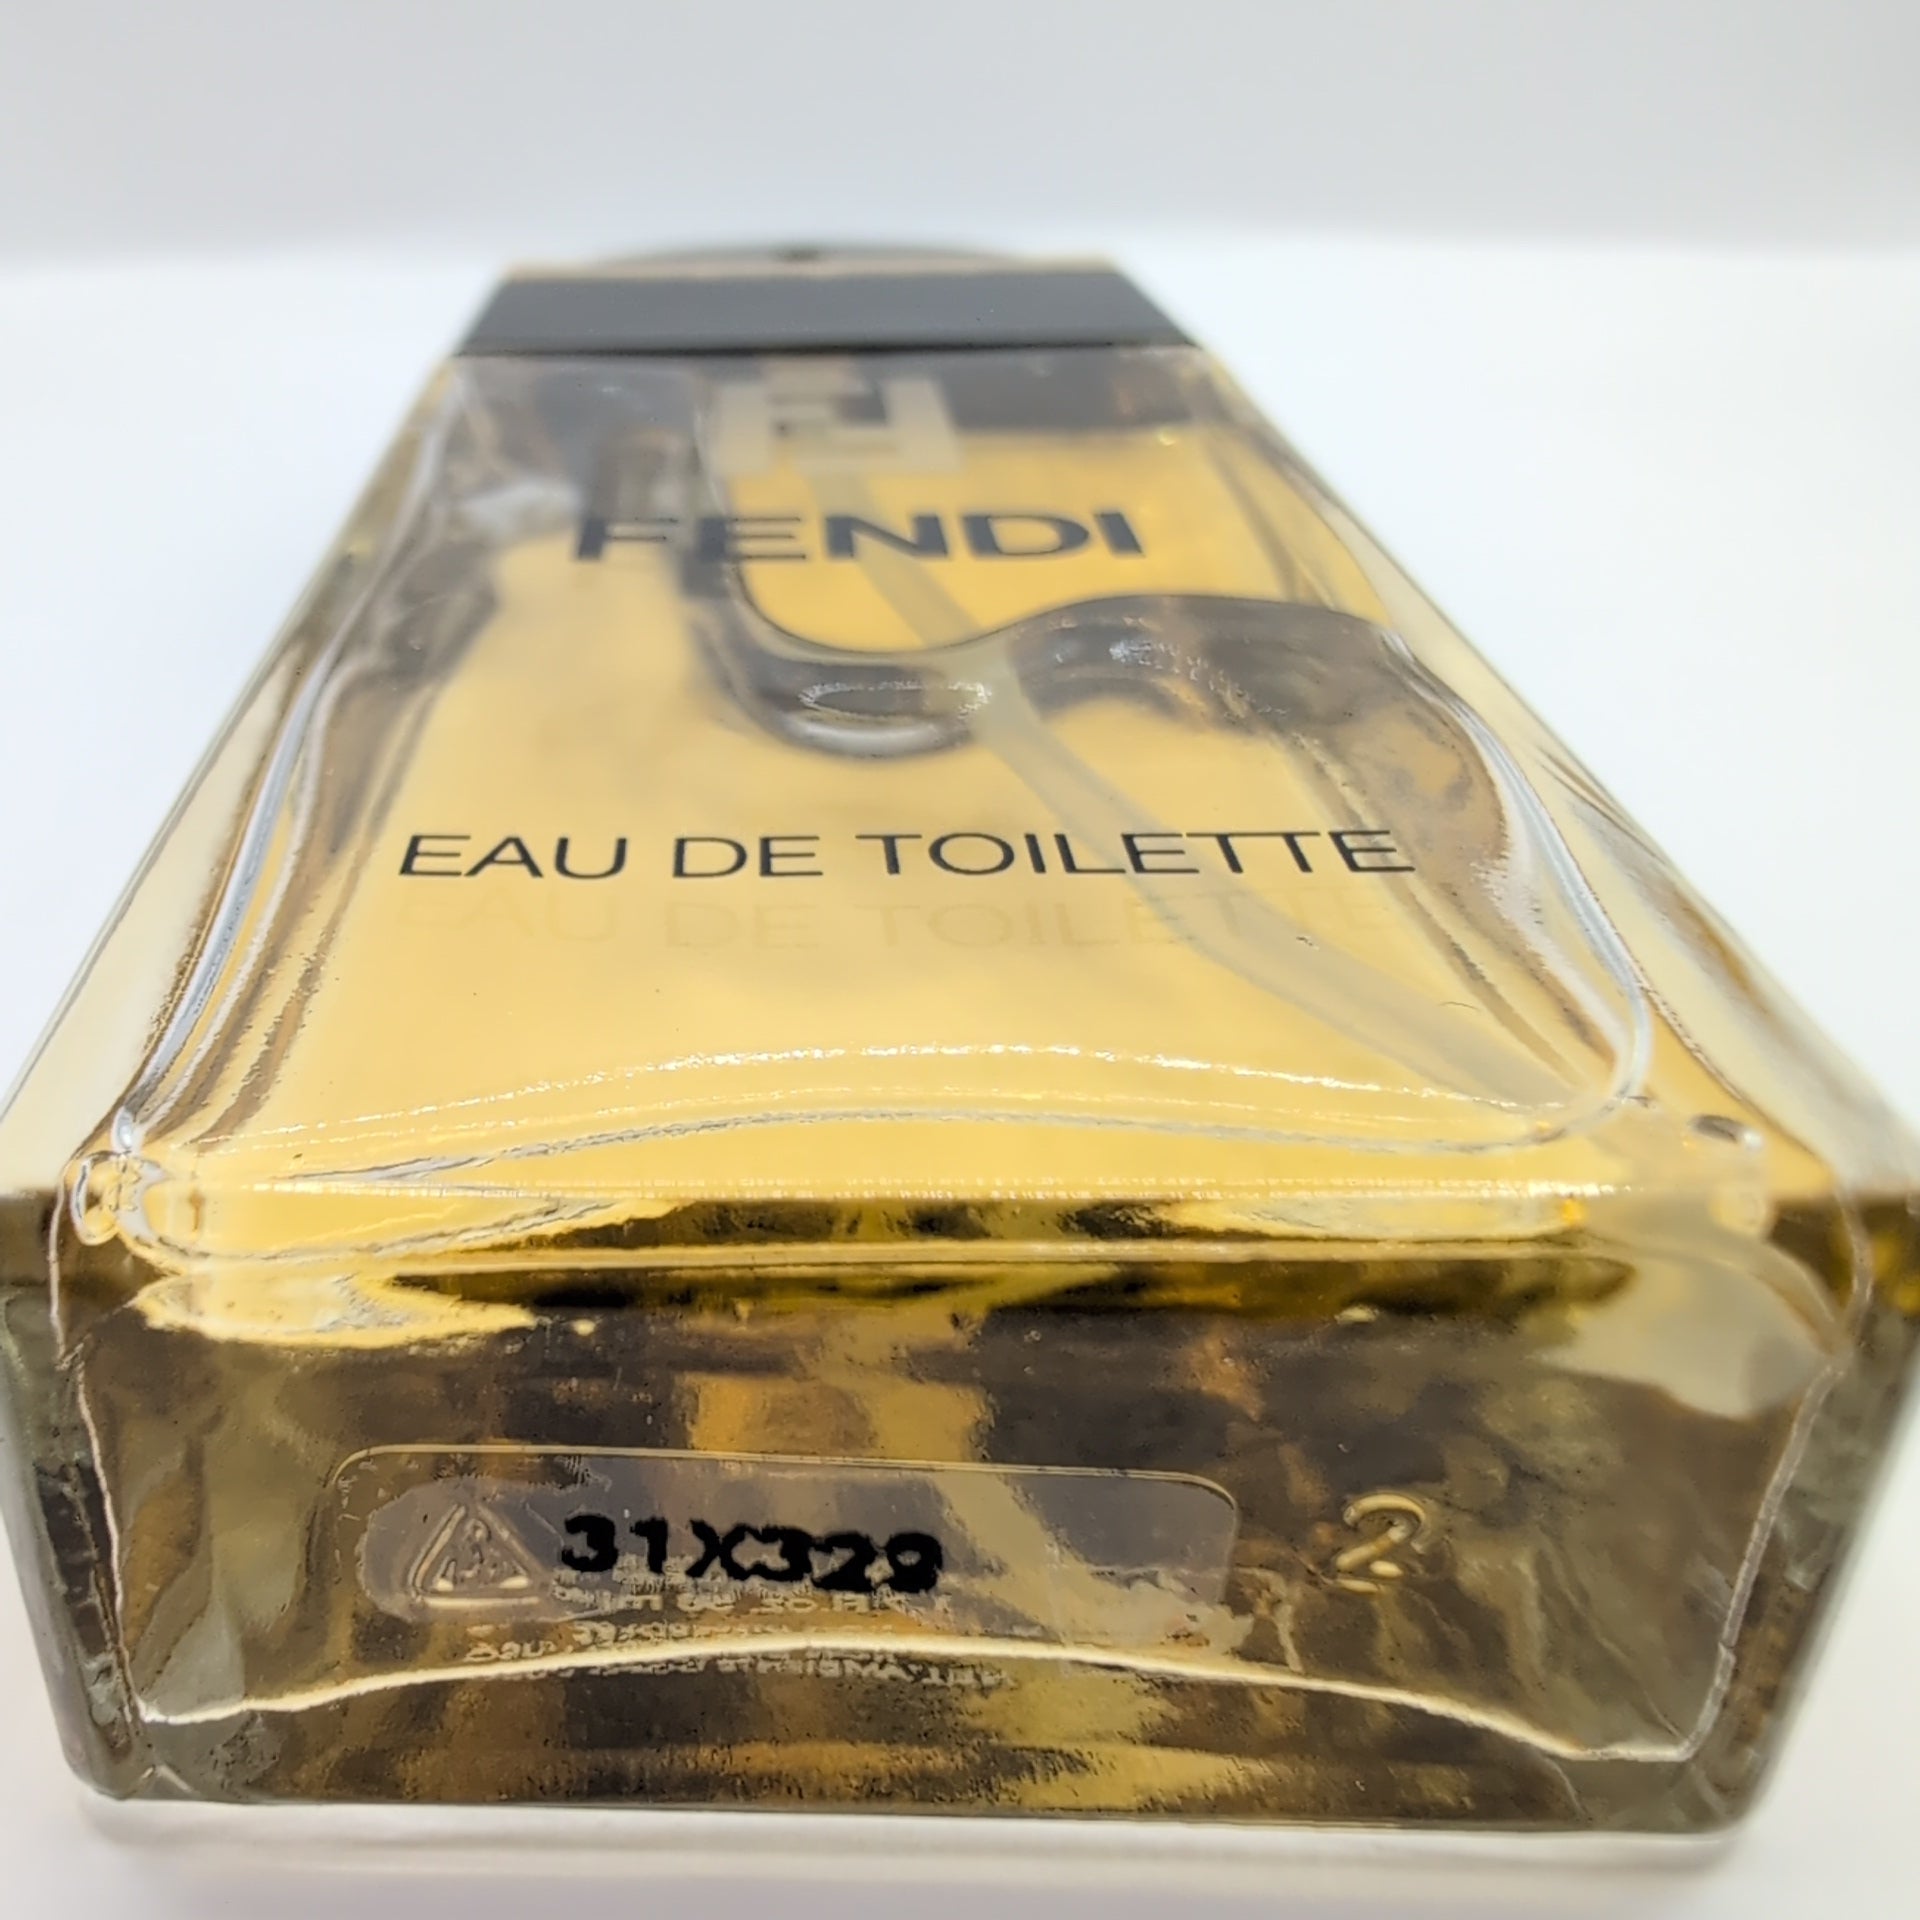 FENDI
EAU DE TOILETTE
31X329
2